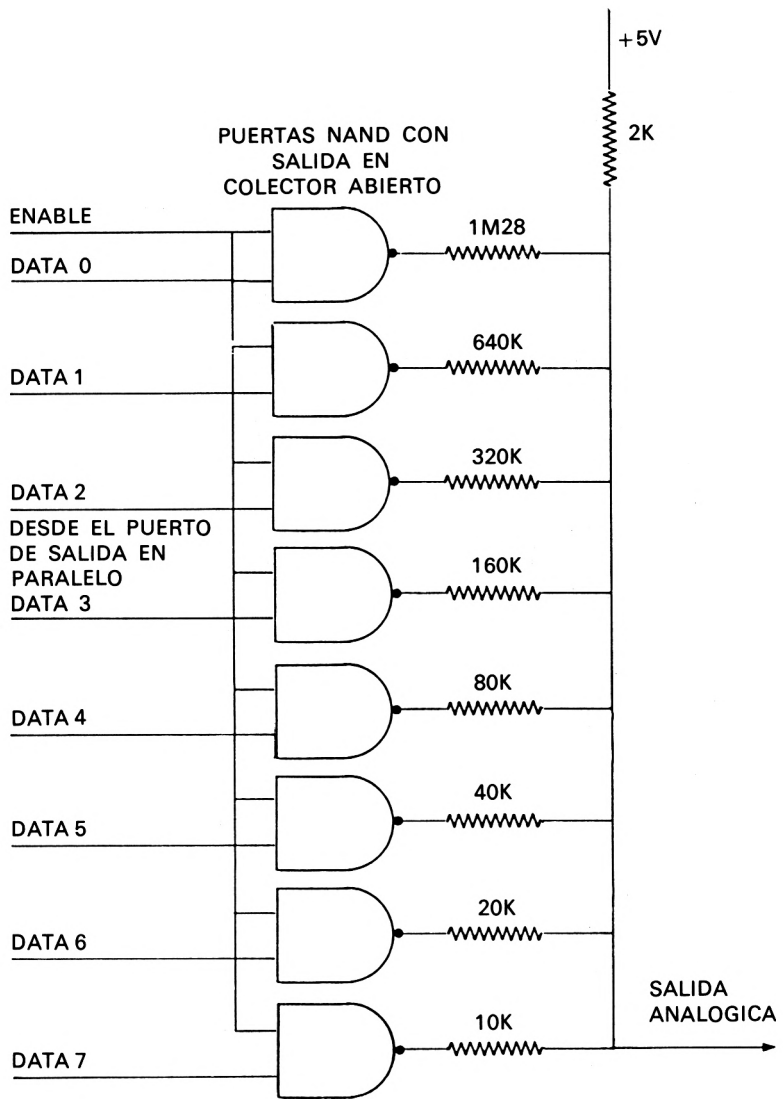 +5V
2K
PUERTAS NAND CON
SALIDA EN
COLECTOR ABIERTO
ENABLE
1M28
DATA 0
640K
DATA 1
320K
DATA 2
DESDE EL PUERTO
DE SALIDA EN
PARALELO
160K
DATA 3
80K
DATA 4
40K
DATA 5
20K
DATA 6
SALIDA
ANALOGICA
10K
DATA 7